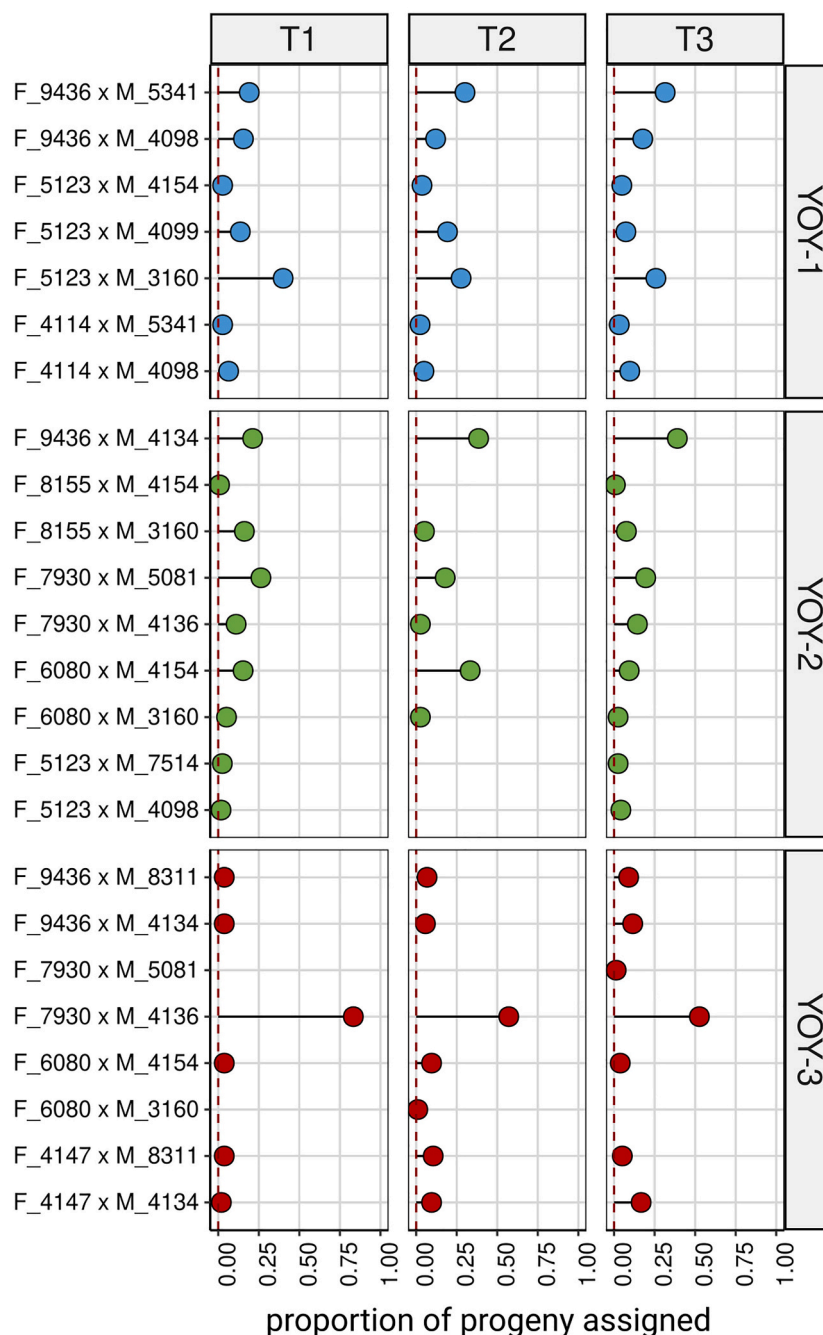 T1 T2 T3
F_9436 x M_5341
F_9436 x M_4098
F_5123 x M_4154
F_5123 x M_4099
F_5123 x M_3160
F_4114 x M_5341
F_4114 x M_4098
YOY-1
F_9436 x M_4134
F_8155 x M_4154
F_8155 x M_3160
F_7930 x M_5081
F_7930 x M_4136
F_6080 x M_4154
F_6080 x M_3160
F_5123 x M_7514
F_5123 x M_4098
YOY-2
F_9436 x M_8311
F_9436 x M_4134
F_7930 x M_5081
F_7930 x M_4136
F_6080 x M_4154
F_6080 x M_3160
F_4147 x M_8311
F_4147 x M_4134
YOY-3
0.00 0.25 0.50 0.75 1.00 0.00 0.25 0.50 0.75 1.00 0.00 0.25 0.50 0.75 1.00
proportion of progeny assigned